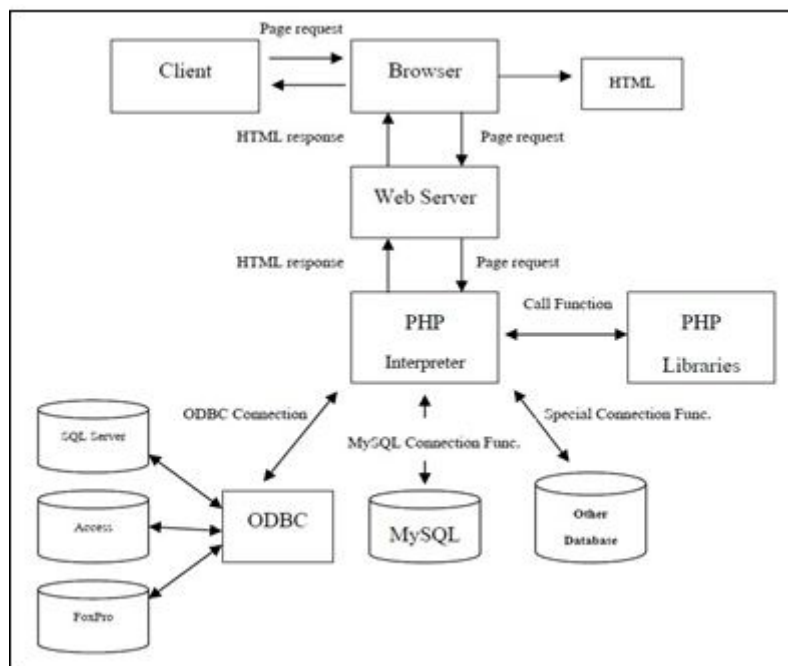 Page request
Client
Browser
HTML
HTML response
Page request
Web Server
HTML response
Page request
PHP
Interpreter
Call Function
PHP
Libraries
ODBC Connection
MySQL Connection Func.
Special Connection Func.
SQL Server
Access
FoxPro
ODBC
MySQL
Other
Database